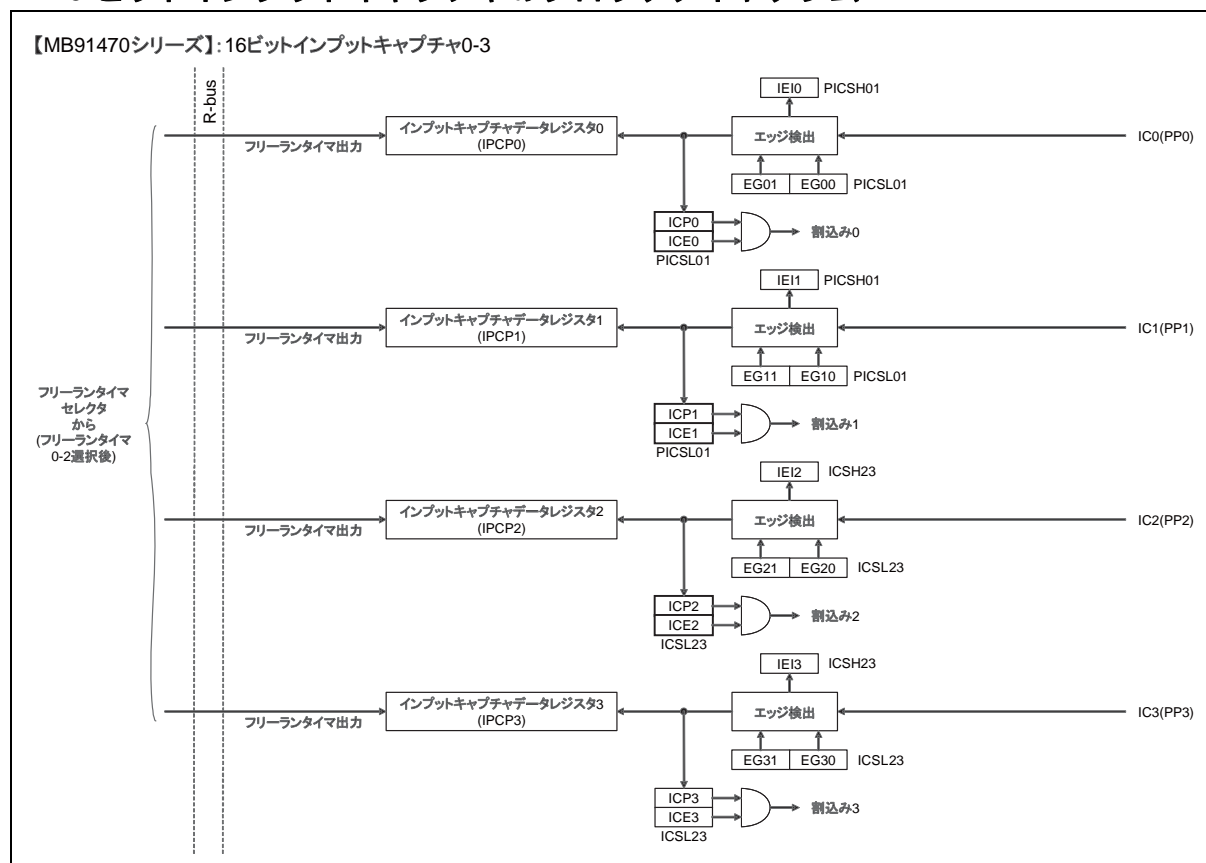 【MB91470シリーズ】:16ビットインプットキャプチャ0-3
R-bus
IEI0 PICSH01
インプットキャプチャデータレジスタ0
(IPCP0)
エッジ検出
IC0(PP0)
フリーランタイマ出力
EG01 EG00 PICSL01
ICP0
ICE0
割込み0
PICSL01
IEI1 PICSH01
インプットキャプチャデータレジスタ1
(IPCP1)
エッジ検出
IC1(PP1)
フリーランタイマ出力
EG11 EG10 PICSL01
フリーランタイマ
セレクタ
から
(フリーランタイマ
0-2選択後)
ICP1
ICE1
割込み1
PICSL01
IEI2 ICSH23
インプットキャプチャデータレジスタ2
(IPCP2)
エッジ検出
IC2(PP2)
フリーランタイマ出力
EG21 EG20 ICSL23
ICP2
ICE2
割込み2
ICSL23
IEI3 ICSH23
インプットキャプチャデータレジスタ3
(IPCP3)
エッジ検出
IC3(PP3)
フリーランタイマ出力
EG31 EG30 ICSL23
ICP3
ICE3
割込み3
ICSL23